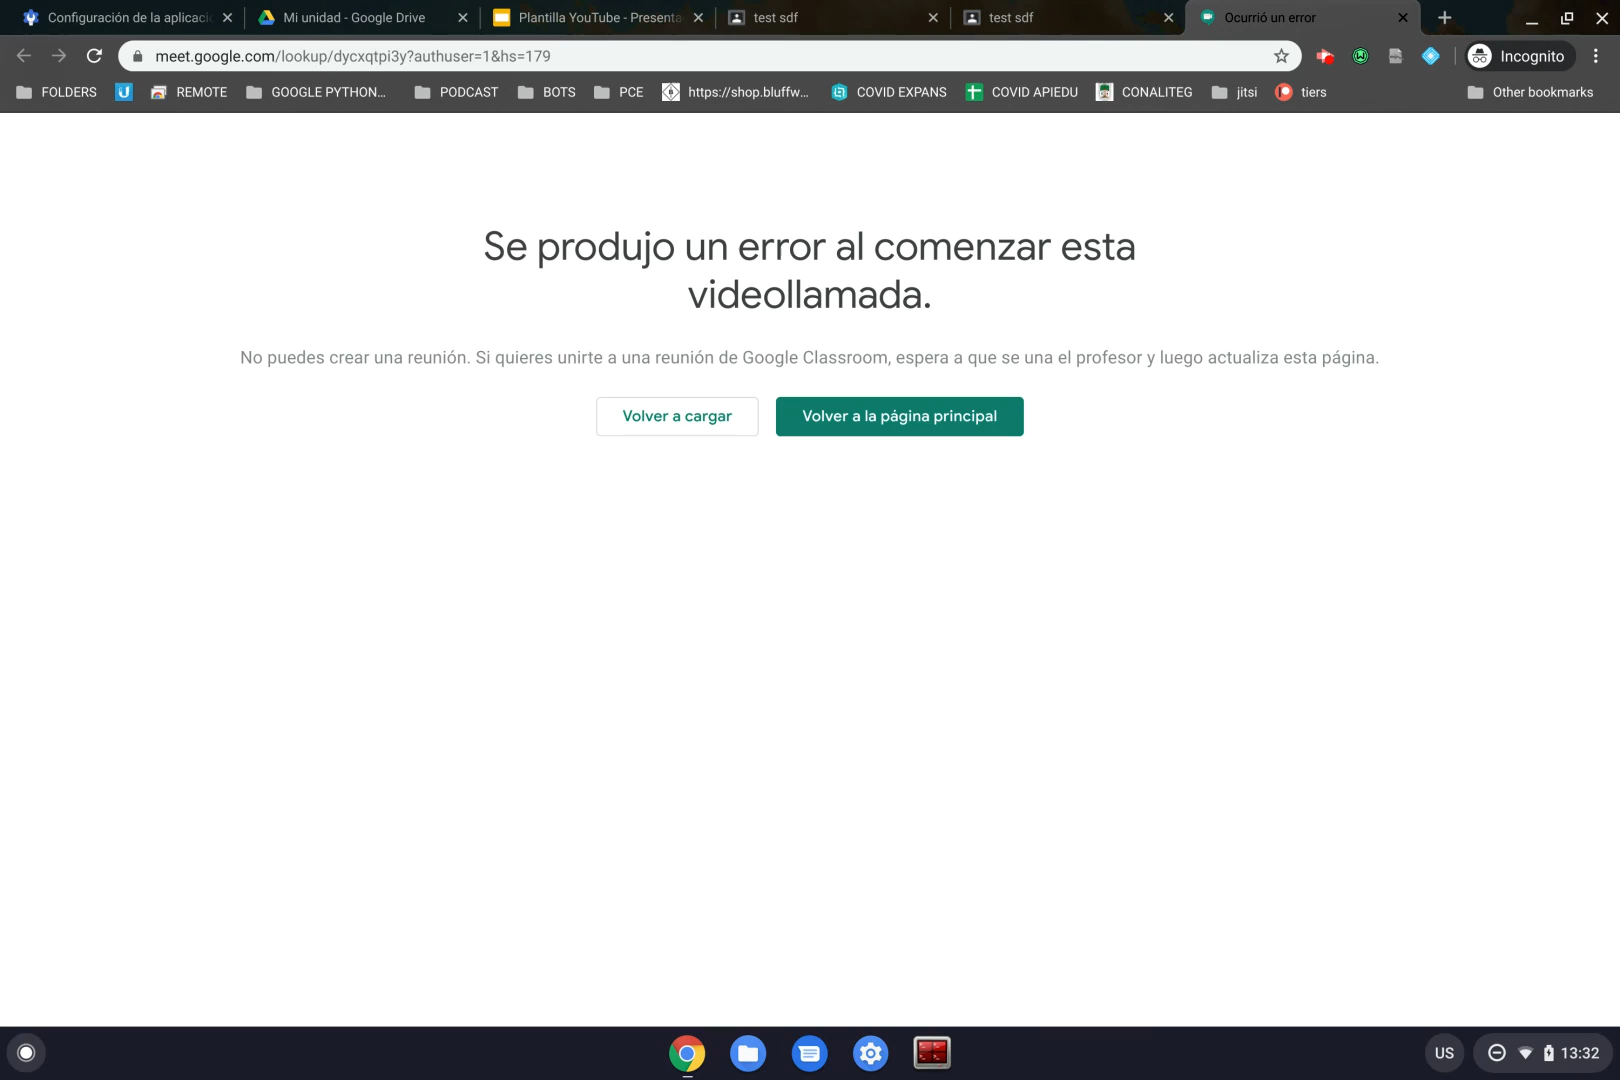 Configuración de la aplicaci
Mi unidad - Google Drive
Plantilla YouTube - Presenta
test sdf
test sdf
Ocurrió un error
meet.google.com/lookup/dycxqtpi3y?authuser=1&hs=179
Incognito
FOLDERS
REMOTE
GOOGLE PYTHON...
PODCAST
BOTS
PCE
https://shop.bluffw...
COVID EXPANS
COVID APIEDU
CONALITEG
jitsi
tiers
Other bookmarks
Se produjo un error al comenzar esta
videollamada.
No puedes crear una reunión. Si quieres unirte a una reunión de Google Classroom, espera a que se una el profesor y luego actualiza esta página.
Volver a cargar
Volver a la página principal
US
13:32